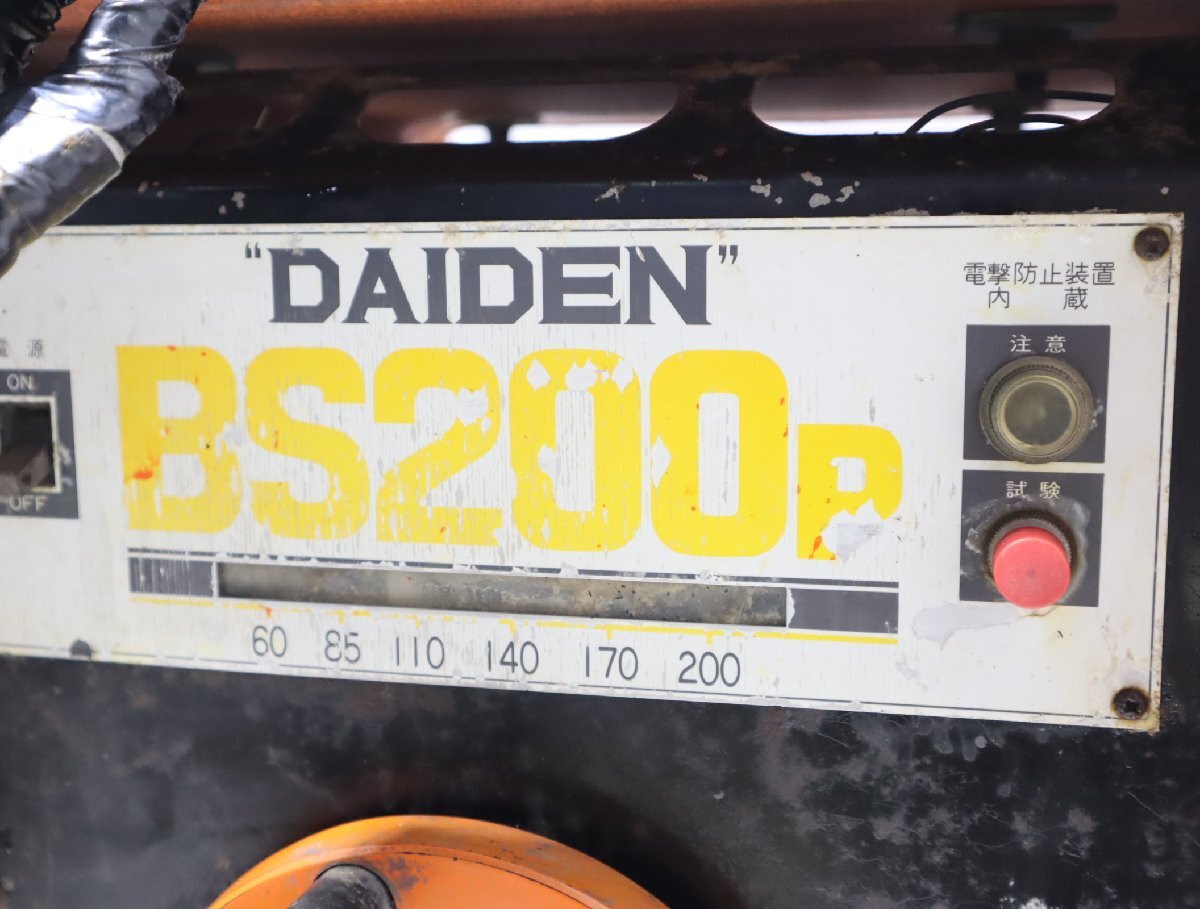 "DAIDEN"
BS200P
電撃防止装置
内蔵
注意
試験
電源
ON
OFF
60 85 110 140 170 200